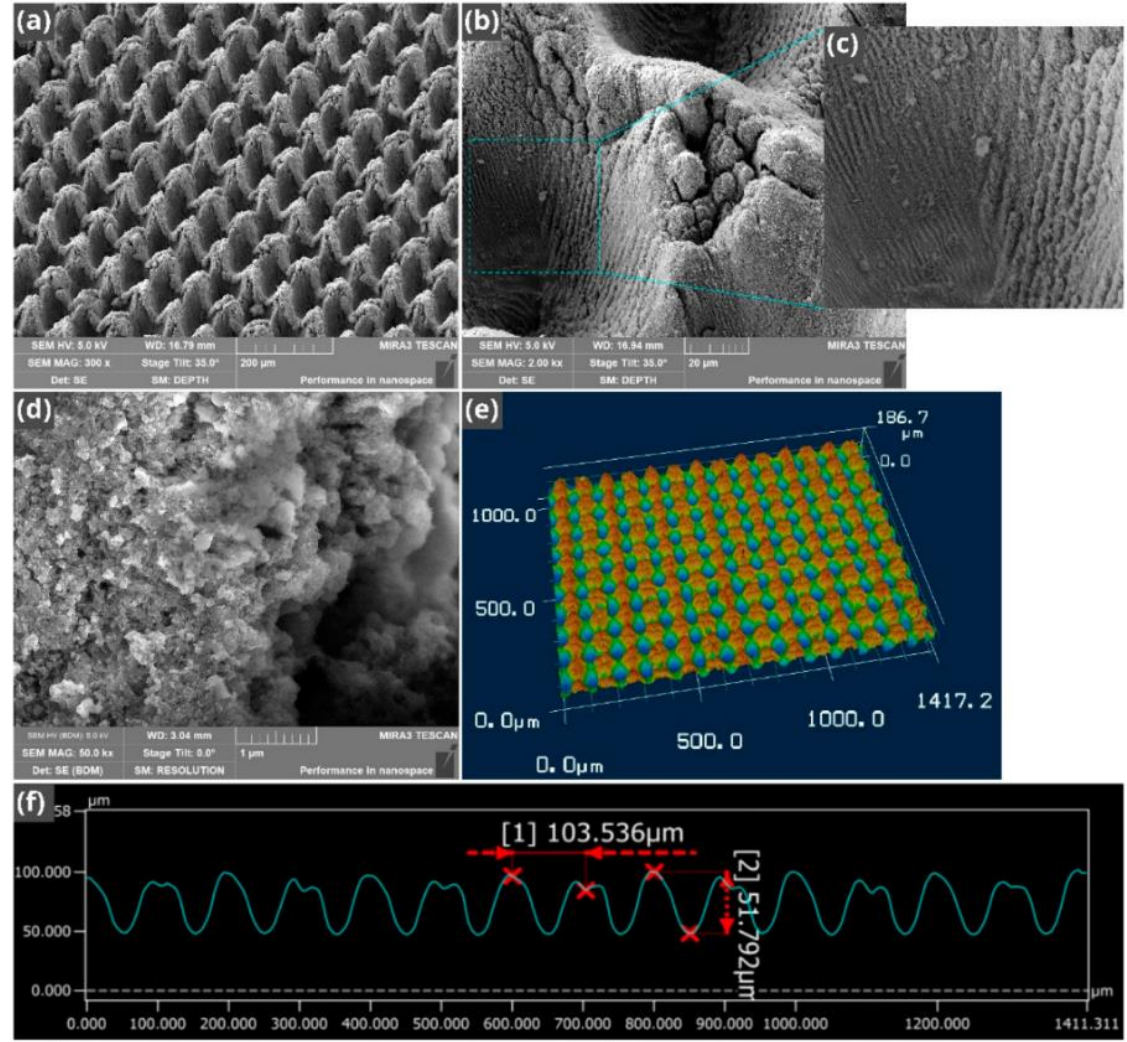 (a)
SEM HV: 5.0 kV WD: 16.79 mm MIRA3 TESCAN
SEM MAG: 300 x Stage Tilt: 35.0° 200 µm
Det: SE SM: DEPTH Performance in nanospace
(b)
SEM HV: 5.0 kV WD: 16.94 mm MIRA3 TESCAN
SEM MAG: 2.00 kx Stage Tilt: 35.0° 20 µm
Det: SE SM: DEPTH Performance in nanospace
(c)
(d)
SEM HV (BDM): 5.0 kV WD: 3.04 mm MIRA3 TESCAN
SEM MAG: 50.0 kx Stage Tilt: 0.0° 1 µm
Det: SE (BDM) SM: RESOLUTION Performance in nanospace
(e)
186.7
µm
0.0
1000.0
500.0
0.0µm
0.0µm
500.0
1000.0
1417.2
(f)
µm
58
100.000
50.000
0.000
[1] 103.536µm
[2] 51.792µm
µm
0.000 100.000 200.000 300.000 400.000 500.000 600.000 700.000 800.000 900.000 1000.000 1200.000 1411.311